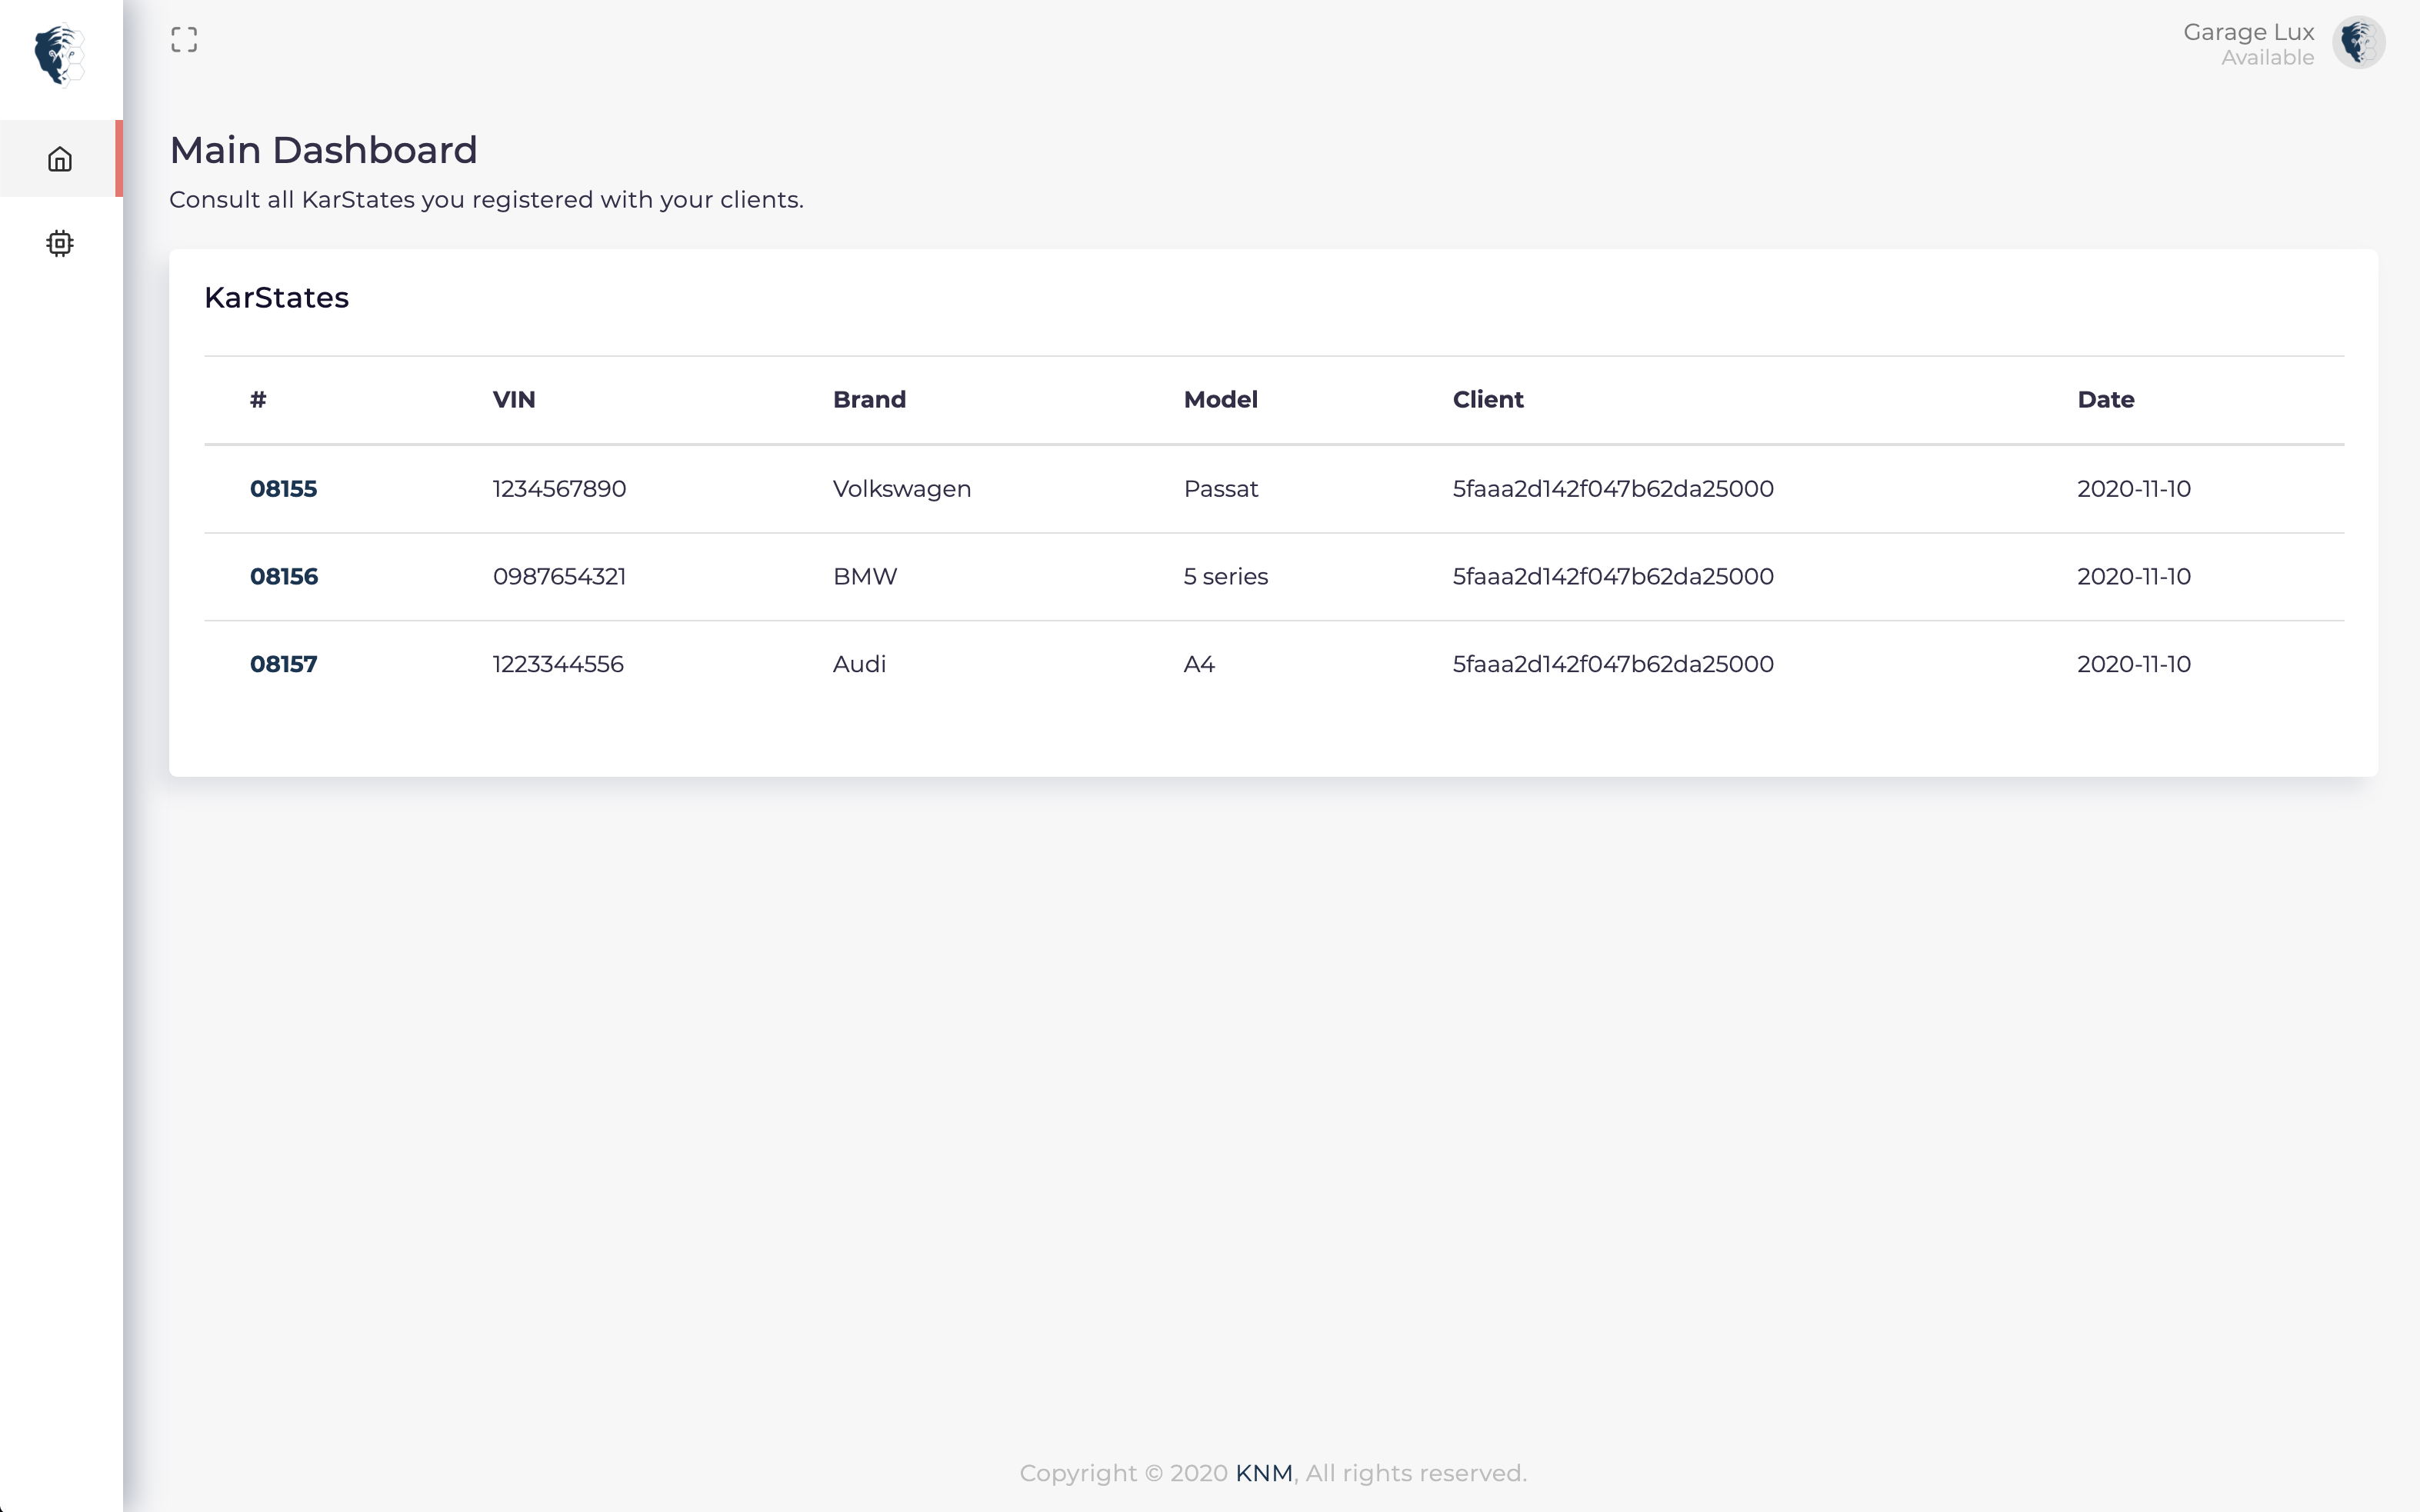 Garage Lux
Available
Main Dashboard
Consult all KarStates you registered with your clients.
KarStates
# VIN Brand Model Client Date
08155 1234567890 Volkswagen Passat 5faaa2d142f047b62da25000 2020-11-10
08156 0987654321 BMW 5 series 5faaa2d142f047b62da25000 2020-11-10
08157 1223344556 Audi A4 5faaa2d142f047b62da25000 2020-11-10
Copyright © 2020 KNM, All rights reserved.